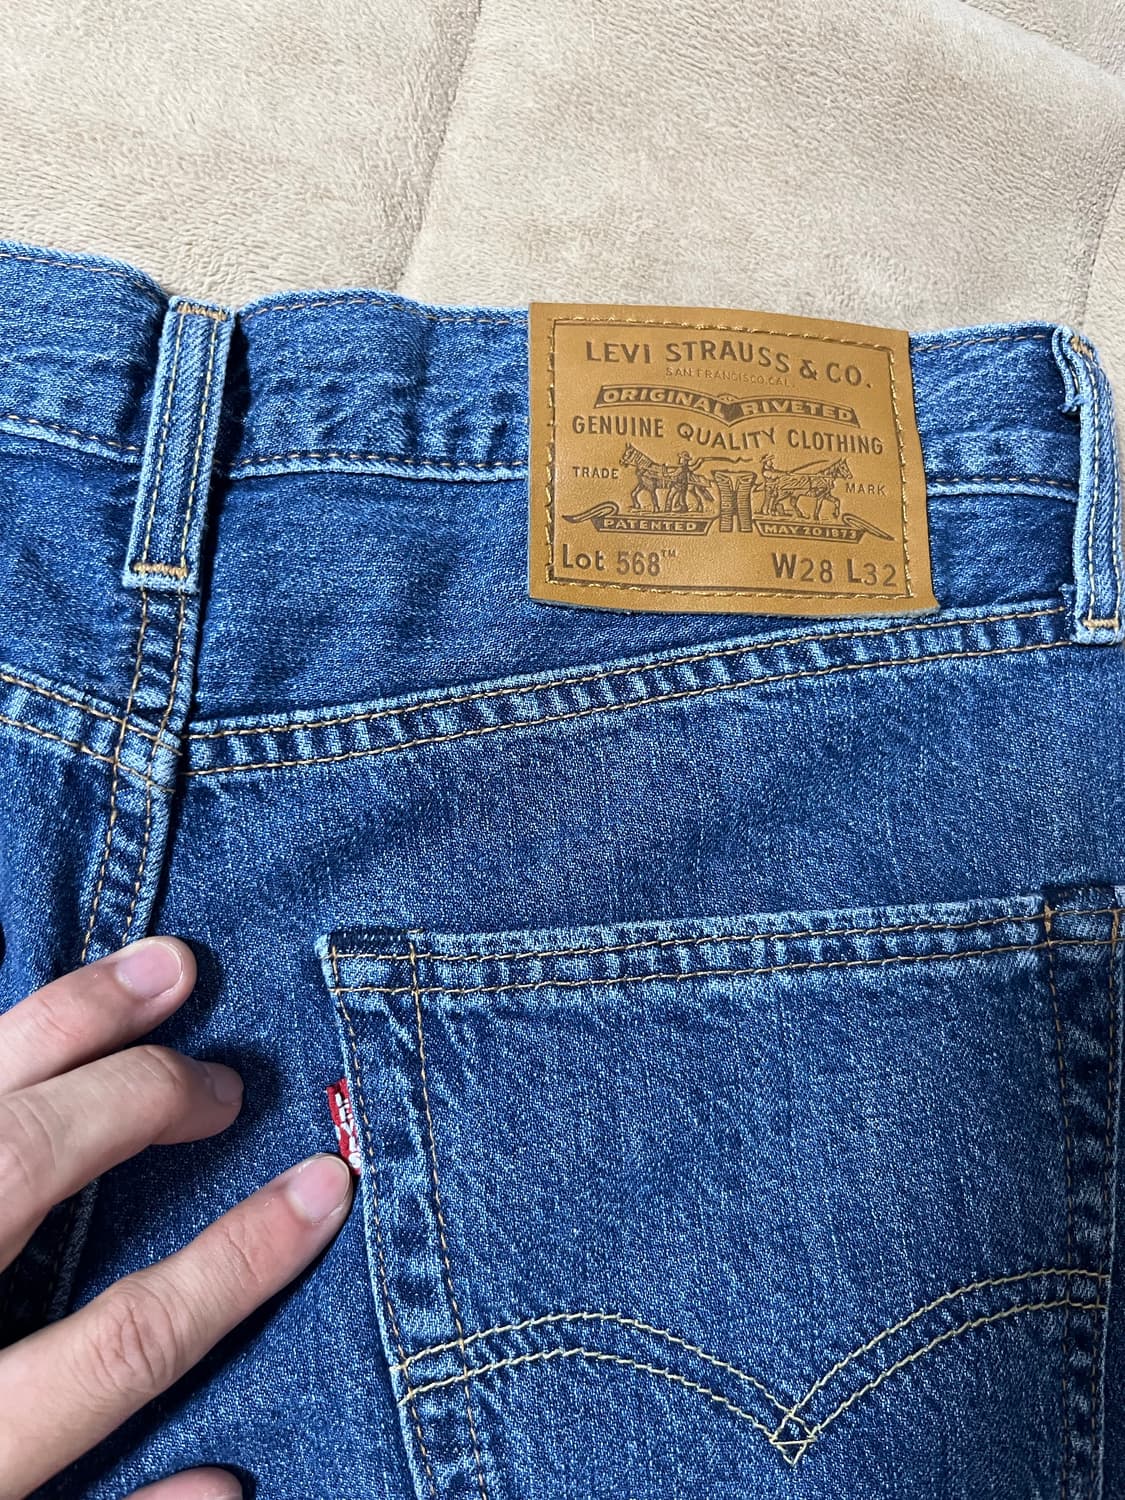 LEVI STRAUSS & CO.
SAN FRANCISCO, CAL.
ORIGINAL RIVETED
GENUINE QUALITY CLOTHING
TRADE MARK
PATENTED MAY 20 1873
Lot 568™ W28 L32
LEVI'S